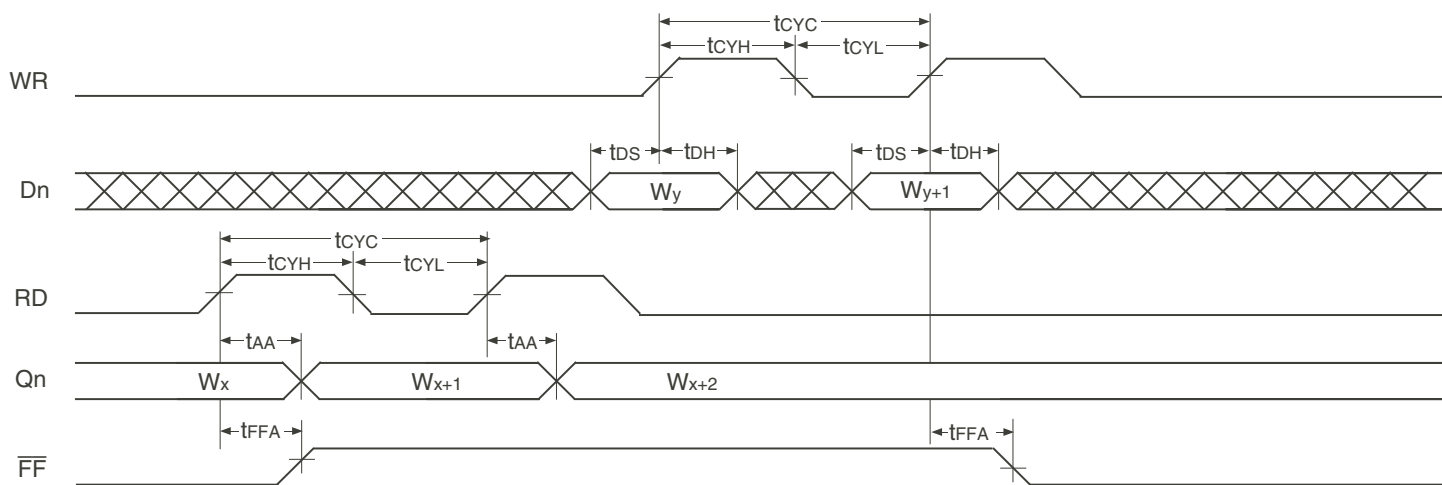 tCYC
tCYH tCYL
WR
tDS tDH tDS tDH
Dn Wy Wy+1
tCYC
tCYH tCYL
RD
tAA tAA
Qn Wx Wx+1 Wx+2
tFFA tFFA
F̅F̅